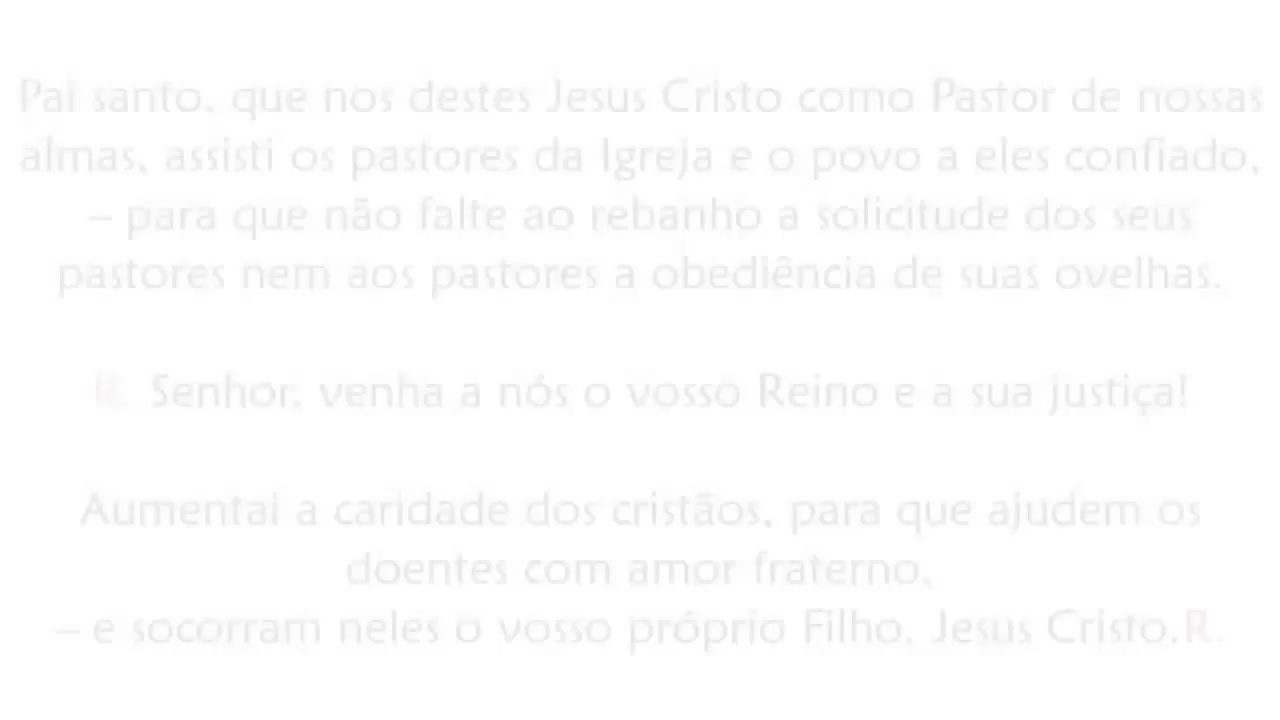 Pai santo, que nos destes Jesus Cristo como Pastor de nossas
almas, assisti os pastores da Igreja e o povo a eles confiado,
– para que não falte ao rebanho a solicitude dos seus
pastores nem aos pastores a obediência de suas ovelhas.
R. Senhor, venha a nós o vosso Reino e a sua justiça!
Aumentai a caridade dos cristãos, para que ajudem os
doentes com amor fraterno,
– e socorram neles o vosso próprio Filho, Jesus Cristo.R.